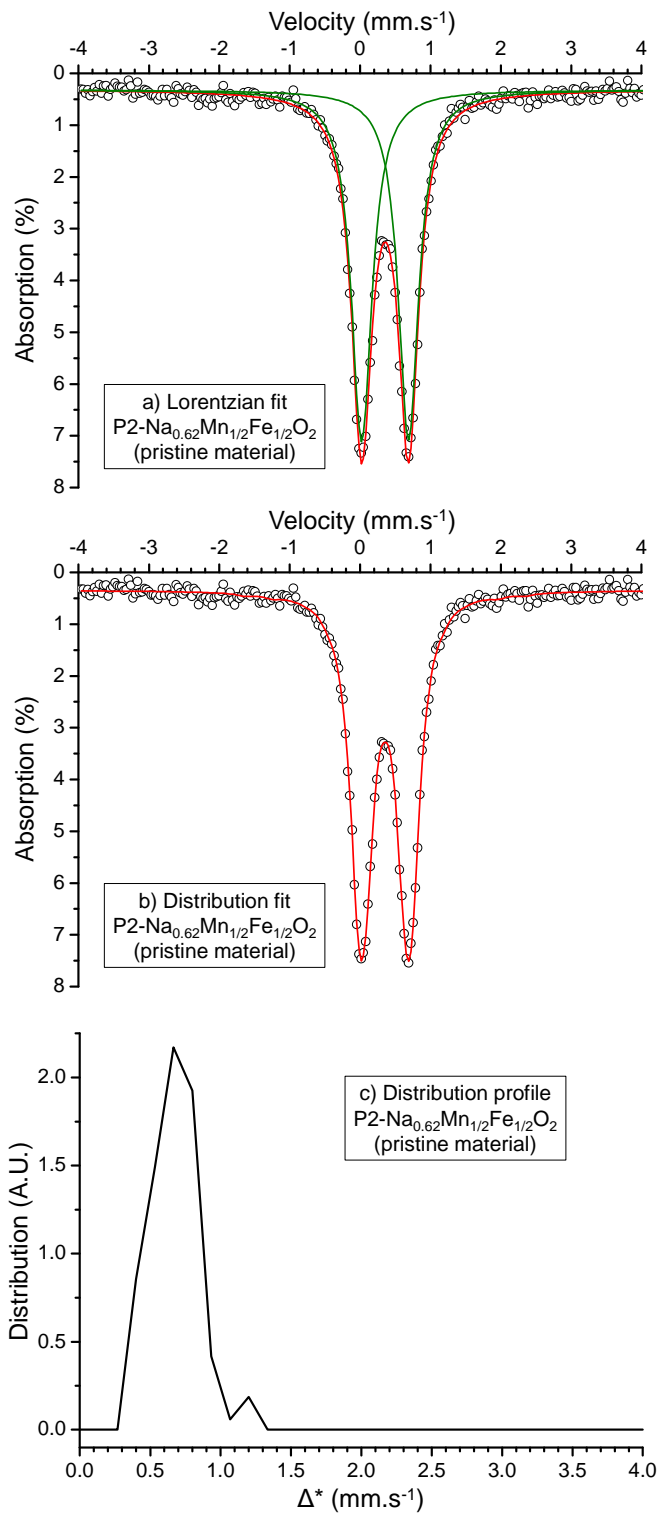 Velocity (mm.s⁻¹)
-4 -3 -2 -1 0 1 2 3 4
0
1
2
3
4
5
6
7
8
Absorption (%)
a) Lorentzian fit
P2-Na₀.₆₂Mn₁/₂Fe₁/₂O₂
(pristine material)
Velocity (mm.s⁻¹)
-4 -3 -2 -1 0 1 2 3 4
0
1
2
3
4
5
6
7
8
Absorption (%)
b) Distribution fit
P2-Na₀.₆₂Mn₁/₂Fe₁/₂O₂
(pristine material)
2.0
1.5
1.0
0.5
0.0
Distribution (A.U.)
c) Distribution profile
P2-Na₀.₆₂Mn₁/₂Fe₁/₂O₂
(pristine material)
0.0 0.5 1.0 1.5 2.0 2.5 3.0 3.5 4.0
Δ* (mm.s⁻¹)